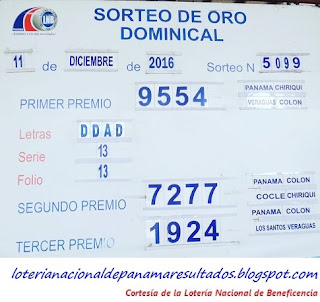 SORTEO DE ORO
DOMINICAL
11 de DICIEMBRE de 2016 Sorteo N 5099
PRIMER PREMIO 9554 PANAMA CHIRIQUI
VERAGUAS COLON
Letras DDAD
Serie 13
Folio 13
SEGUNDO PREMIO 7277 PANAMA COLON
COCLE CHIRIQUI
TERCER PREMIO 1924 PANAMA COLON
LOS SANTOS VERAGUAS
loterianacionaldepanamaresultados.blogspot.com
Cortesía de la Lotería Nacional de Beneficencia